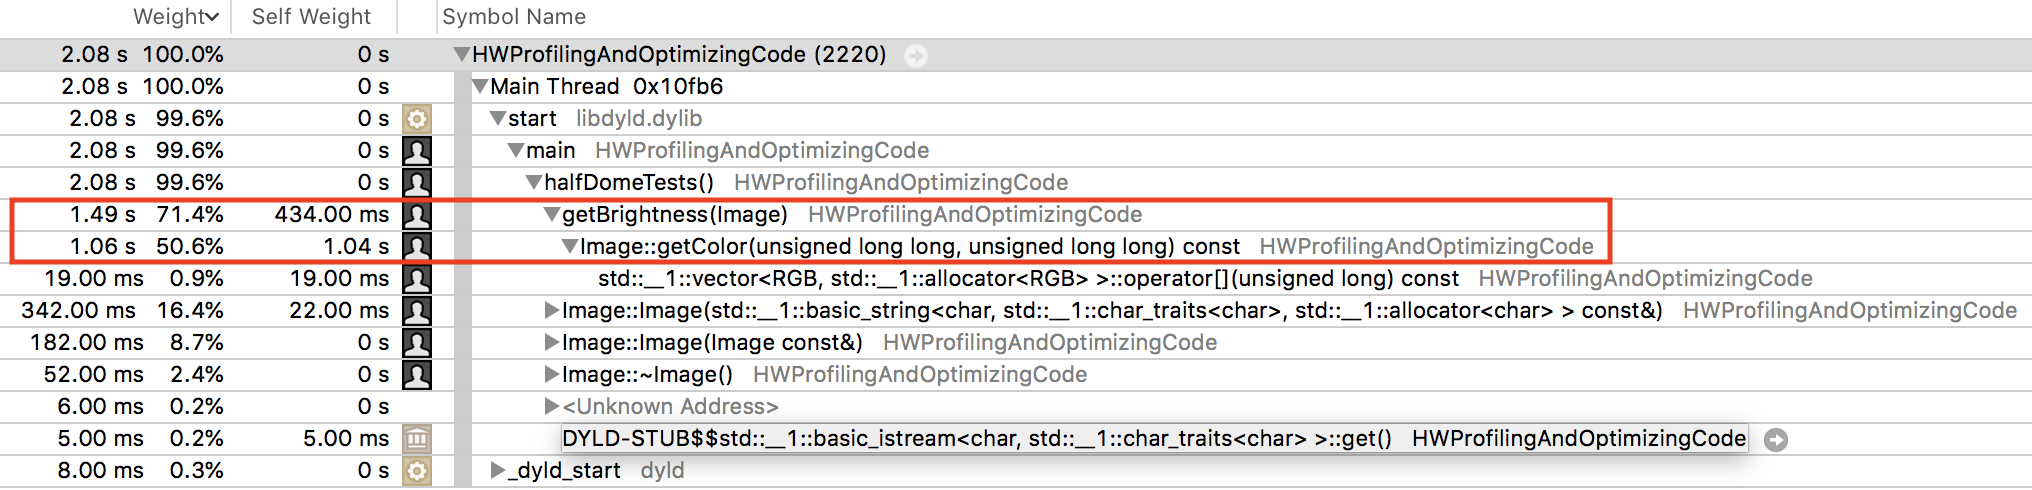 Weight Self Weight Symbol Name
2.08 s 100.0% 0 s HWProfilingAndOptimizingCode (2220)
2.08 s 100.0% 0 s Main Thread 0x10fb6
2.08 s 99.6% 0 s start libdyld.dylib
2.08 s 99.6% 0 s main HWProfilingAndOptimizingCode
2.08 s 99.6% 0 s halfDomeTests() HWProfilingAndOptimizingCode
1.49 s 71.4% 434.00 ms getBrightness(Image) HWProfilingAndOptimizingCode
1.06 s 50.6% 1.04 s Image::getColor(unsigned long long, unsigned long long) const HWProfilingAndOptimizingCode
19.00 ms 0.9% 19.00 ms std::__1::vector<RGB, std::__1::allocator<RGB> >::operator[](unsigned long) const HWProfilingAndOptimizingCode
342.00 ms 16.4% 22.00 ms Image::Image(std::__1::basic_string<char, std::__1::char_traits<char>, std::__1::allocator<char> > const&) HWProfilingAndOptimizingCode
182.00 ms 8.7% 0 s Image::Image(Image const&) HWProfilingAndOptimizingCode
52.00 ms 2.4% 0 s Image::~Image() HWProfilingAndOptimizingCode
6.00 ms 0.2% 0 s <Unknown Address>
5.00 ms 0.2% 5.00 ms DYLD-STUB$$std::__1::basic_istream<char, std::__1::char_traits<char> >::get() HWProfilingAndOptimizingCode
8.00 ms 0.3% 0 s _dyld_start dyld